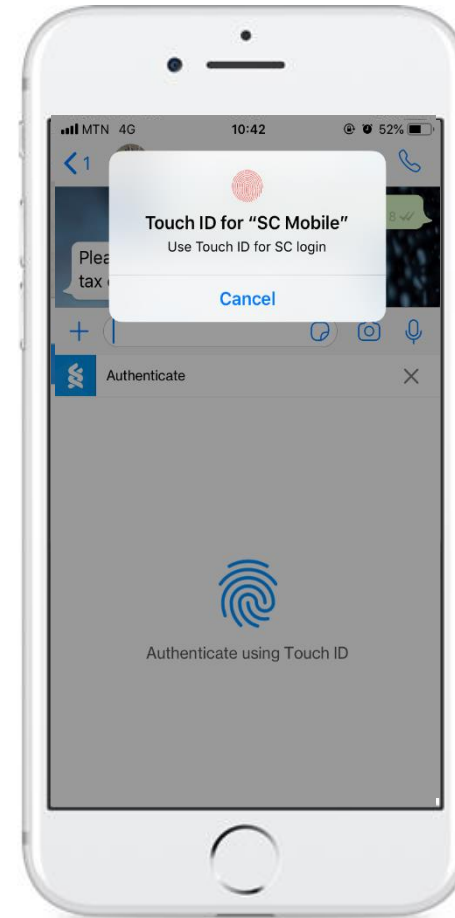 MTN 4G 10:42 52%
1
Touch ID for “SC Mobile”
Use Touch ID for SC login
8
Plea
tax
Cancel
Authenticate
Authenticate using Touch ID